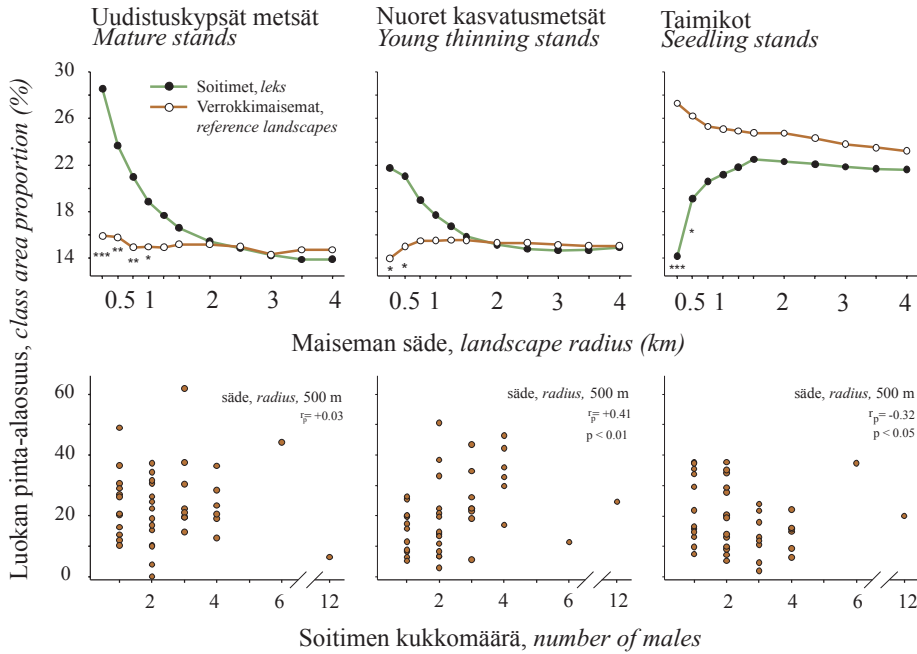 Uudistuskypsät metsät
Mature stands
Nuoret kasvatusmetsät
Young thinning stands
Taimikot
Seedling stands
Luokan pinta-alaosuus, class area proportion (%)
30
26
22
18
14
Soitimet, leks
Verrokkimaisemat,
reference landscapes
***
**
**
*
*
*
***
*
0.5 1 2 3 4
0.5 1 2 3 4
0.5 1 2 3 4
Maiseman säde, landscape radius (km)
60
40
20
0
säde, radius, 500 m
rp= +0.03
säde, radius, 500 m
rp= +0.41
p < 0.01
säde, radius, 500 m
rp= -0.32
p < 0.05
2 4 6 12
2 4 6 12
2 4 6 12
Soitimen kukkomäärä, number of males